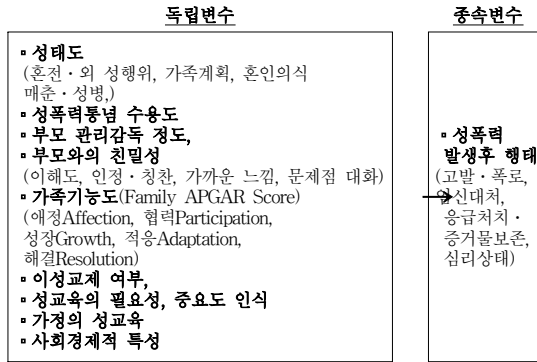 독립변수
▫ 성태도
(혼전・외 성행위, 가족계획, 혼인의식
매춘・성병,)
▫ 성폭력통념 수용도
▫ 부모 관리감독 정도,
▫ 부모와의 친밀성
(이해도, 인정・칭찬, 가까운 느낌, 문제점 대화)
▫ 가족기능도(Family APGAR Score)
(애정Affection, 협력Participation,
성장Growth, 적응Adaptation,
해결Resolution)
▫ 이성교제 여부,
▫ 성교육의 필요성, 중요도 인식
▫ 가정의 성교육
▫ 사회경제적 특성
종속변수
▫ 성폭력
발생후 행태
(고발・폭로,
임신대처,
응급처치・
증거물보존,
심리상태)